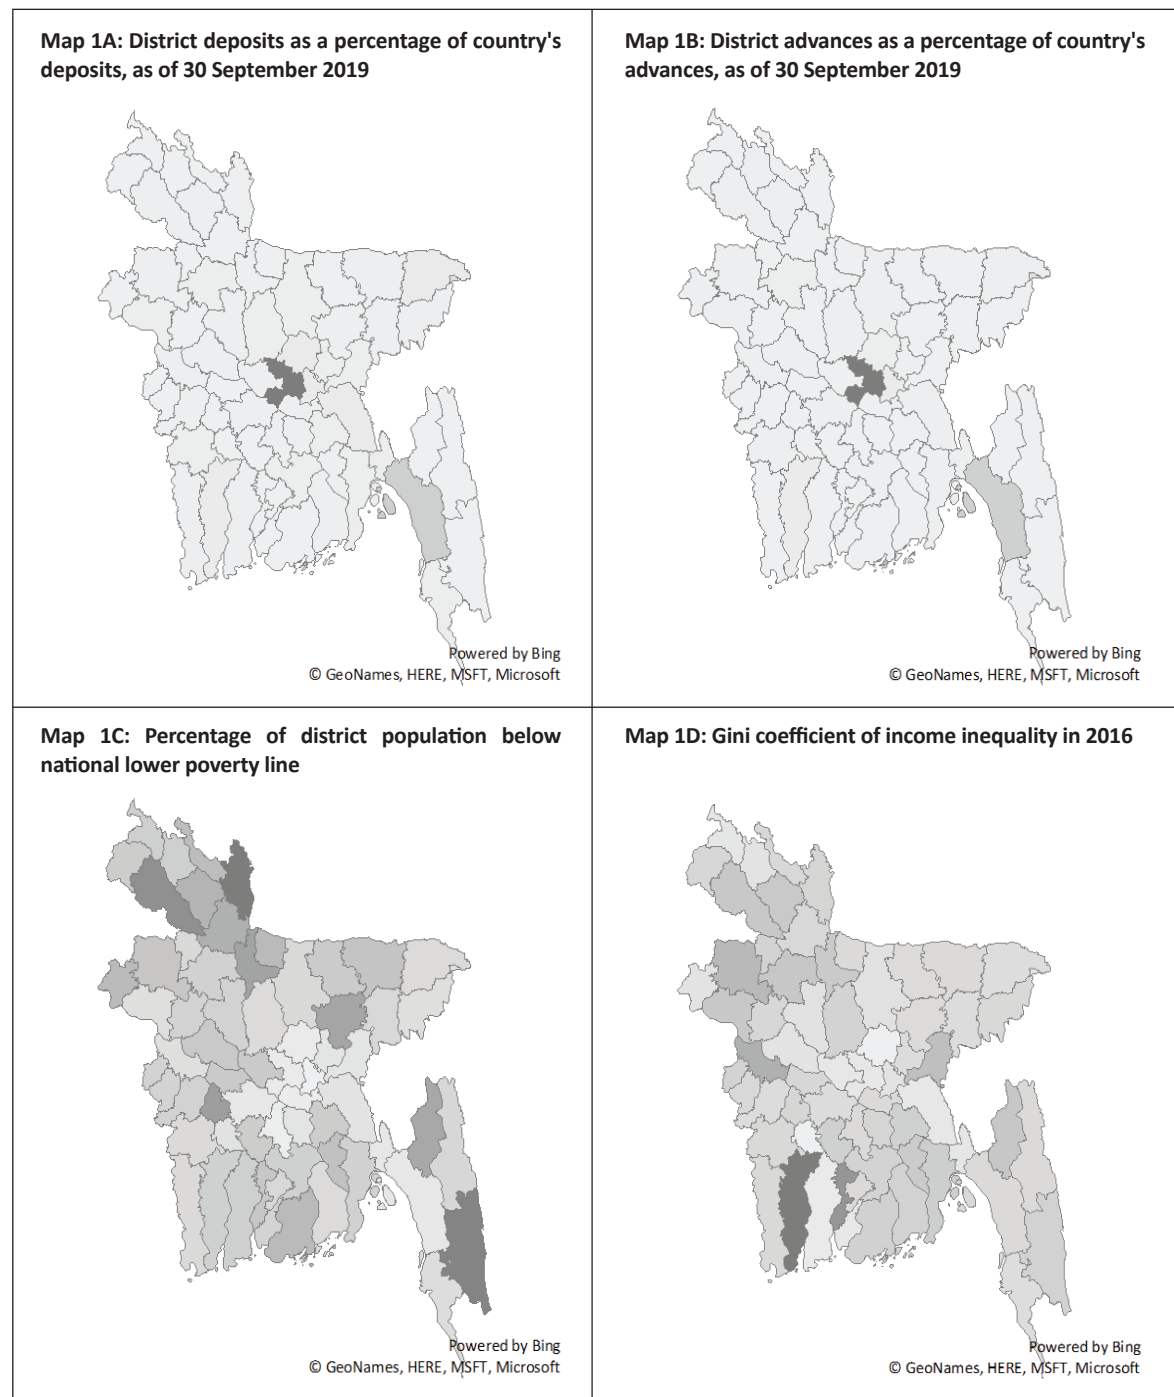 Map 1A: District deposits as a percentage of country's
deposits, as of 30 September 2019
Powered by Bing
© GeoNames, HERE, MSFT, Microsoft
Map 1B: District advances as a percentage of country's
advances, as of 30 September 2019
Powered by Bing
© GeoNames, HERE, MSFT, Microsoft
Map 1C: Percentage of district population below
national lower poverty line
Powered by Bing
© GeoNames, HERE, MSFT, Microsoft
Map 1D: Gini coefficient of income inequality in 2016
Powered by Bing
© GeoNames, HERE, MSFT, Microsoft